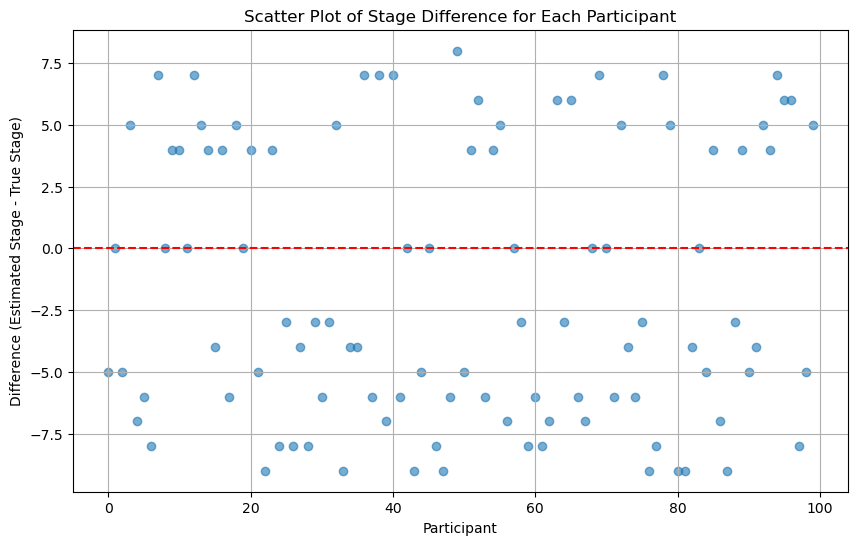 Scatter Plot of Stage Difference for Each Participant
Difference (Estimated Stage - True Stage)
7.5
5.0
2.5
0.0
−2.5
−5.0
−7.5
0 20 40 60 80 100
Participant